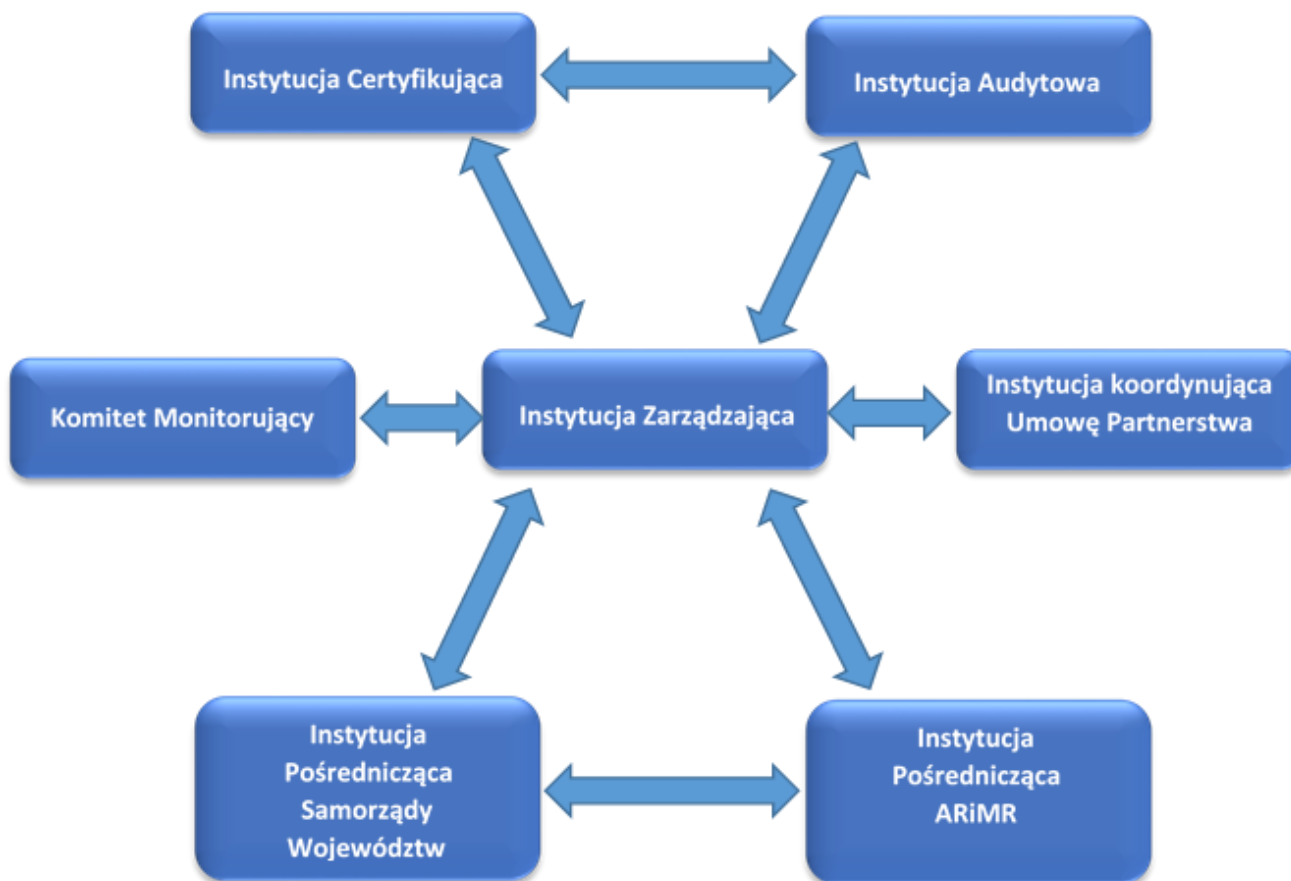 Instytucja Certyfikująca
Instytucja Audytowa
Komitet Monitorujący
Instytucja Zarządzająca
Instytucja koordynująca
Umowę Partnerstwa
Instytucja
Pośrednicząca
Samorządy
Województw
Instytucja
Pośrednicząca
ARiMR